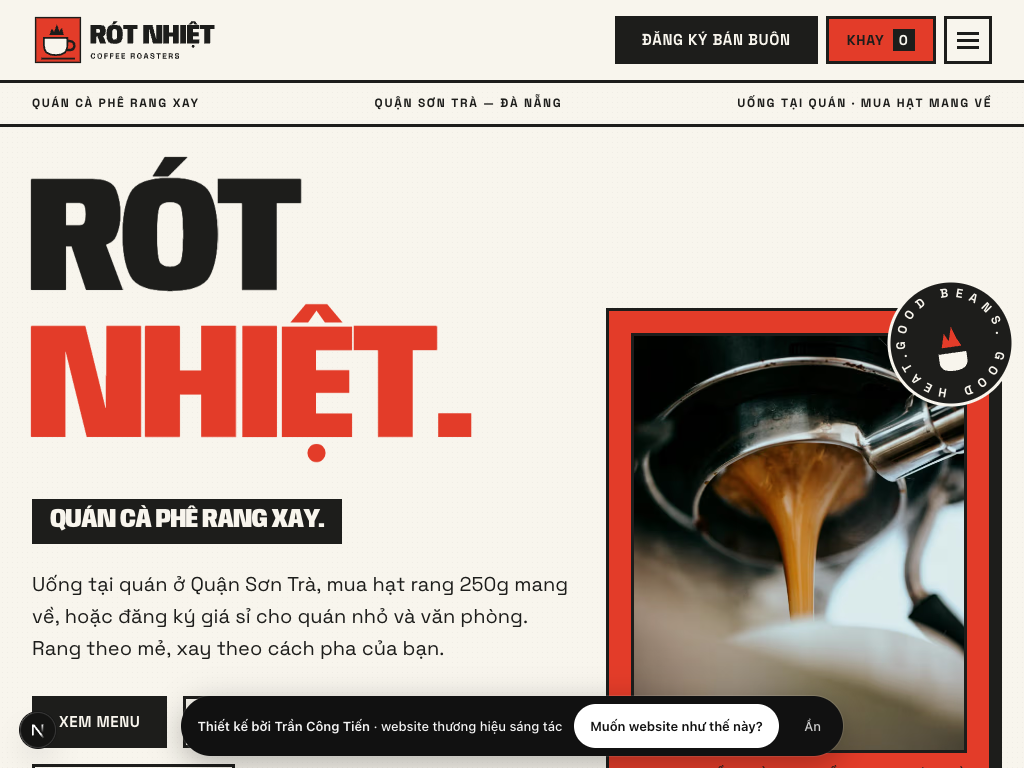 RÓT NHIỆT
COFFEE ROASTERS
ĐĂNG KÝ BÁN BUÔN
KHAY 0
QUÁN CÀ PHÊ RANG XAY
QUẬN SƠN TRÀ — ĐÀ NẴNG
UỐNG TẠI QUÁN · MUA HẠT MANG VỀ
RÓT
NHIỆT.
GOOD BEANS. GOOD HEAT.
QUÁN CÀ PHÊ RANG XAY.
Uống tại quán ở Quận Sơn Trà, mua hạt rang 250g mang
về, hoặc đăng ký giá sỉ cho quán nhỏ và văn phòng.
Rang theo mẻ, xay theo cách pha của bạn.
XEM MENU
N
Thiết kế bởi Trần Công Tiến · website thương hiệu sáng tác
Muốn website như thế này?
Ẩn